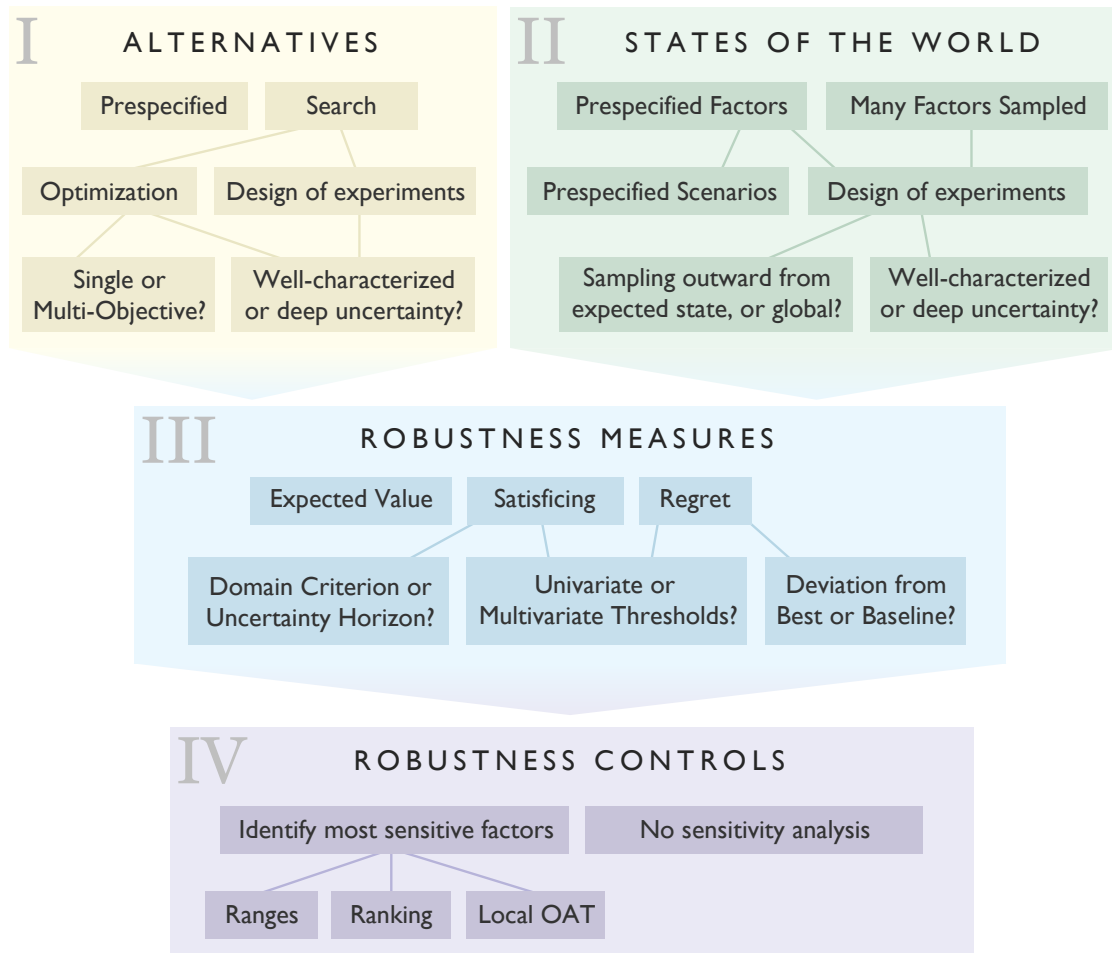 I
ALTERNATIVES
Prespecified
Search
Optimization
Design of experiments
Single or
Multi-Objective?
Well-characterized
or deep uncertainty?
II
STATES OF THE WORLD
Prespecified Factors
Many Factors Sampled
Prespecified Scenarios
Design of experiments
Sampling outward from
expected state, or global?
Well-characterized
or deep uncertainty?
III
ROBUSTNESS MEASURES
Expected Value
Satisficing
Regret
Domain Criterion or
Uncertainty Horizon?
Univariate or
Multivariate Thresholds?
Deviation from
Best or Baseline?
IV
ROBUSTNESS CONTROLS
Identify most sensitive factors
No sensitivity analysis
Ranges
Ranking
Local OAT